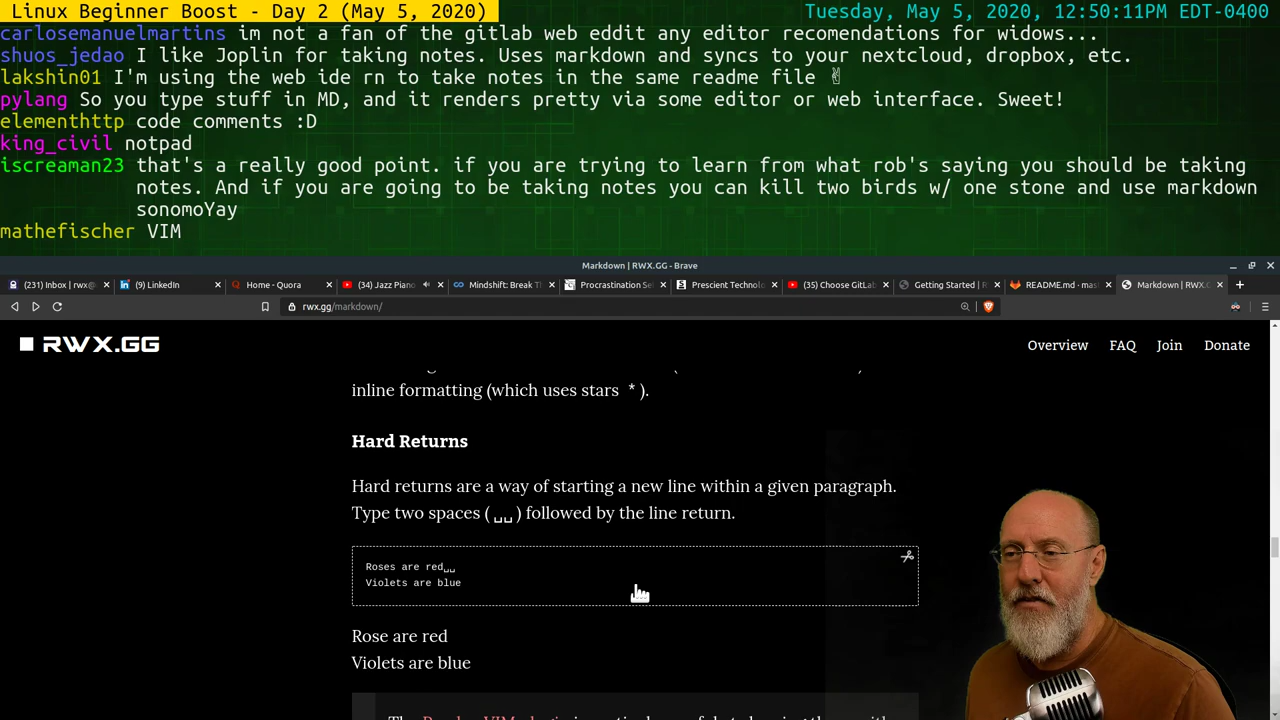 Linux Beginner Boost - Day 2 (May 5, 2020)
Tuesday, May 5, 2020, 12:50:11PM EDT-0400
carlosemanuelmartins im not a fan of the gitlab web eddit any editor recomendations for widows...
shuos_jedao I like Joplin for taking notes. Uses markdown and syncs to your nextcloud, dropbox, etc.
lakshin01 I'm using the web ide rn to take notes in the same readme file ✌
pylang So you type stuff in MD, and it renders pretty via some editor or web interface. Sweet!
elementhttp code comments :D
king_civil notpad
iscreaman23 that's a really good point. if you are trying to learn from what rob's saying you should be taking
notes. And if you are going to be taking notes you can kill two birds w/ one stone and use markdown
sonomoYay
mathefischer VIM
Markdown | RWX.GG - Brave
(231) Inbox | rwx@
(9) LinkedIn
Home - Quora
(34) Jazz Piano
Mindshift: Break T
Procrastination Se
Prescient Technolo
(35) Choose GitLab
Getting Started | R
README.md · mas
Markdown | RWX.G
rwx.gg/markdown/
RWX.GG
Overview FAQ Join Donate
inline formatting (which uses stars * ).
Hard Returns
Hard returns are a way of starting a new line within a given paragraph.
Type two spaces ( ␣␣ ) followed by the line return.
Roses are red␣␣
Violets are blue
Rose are red
Violets are blue